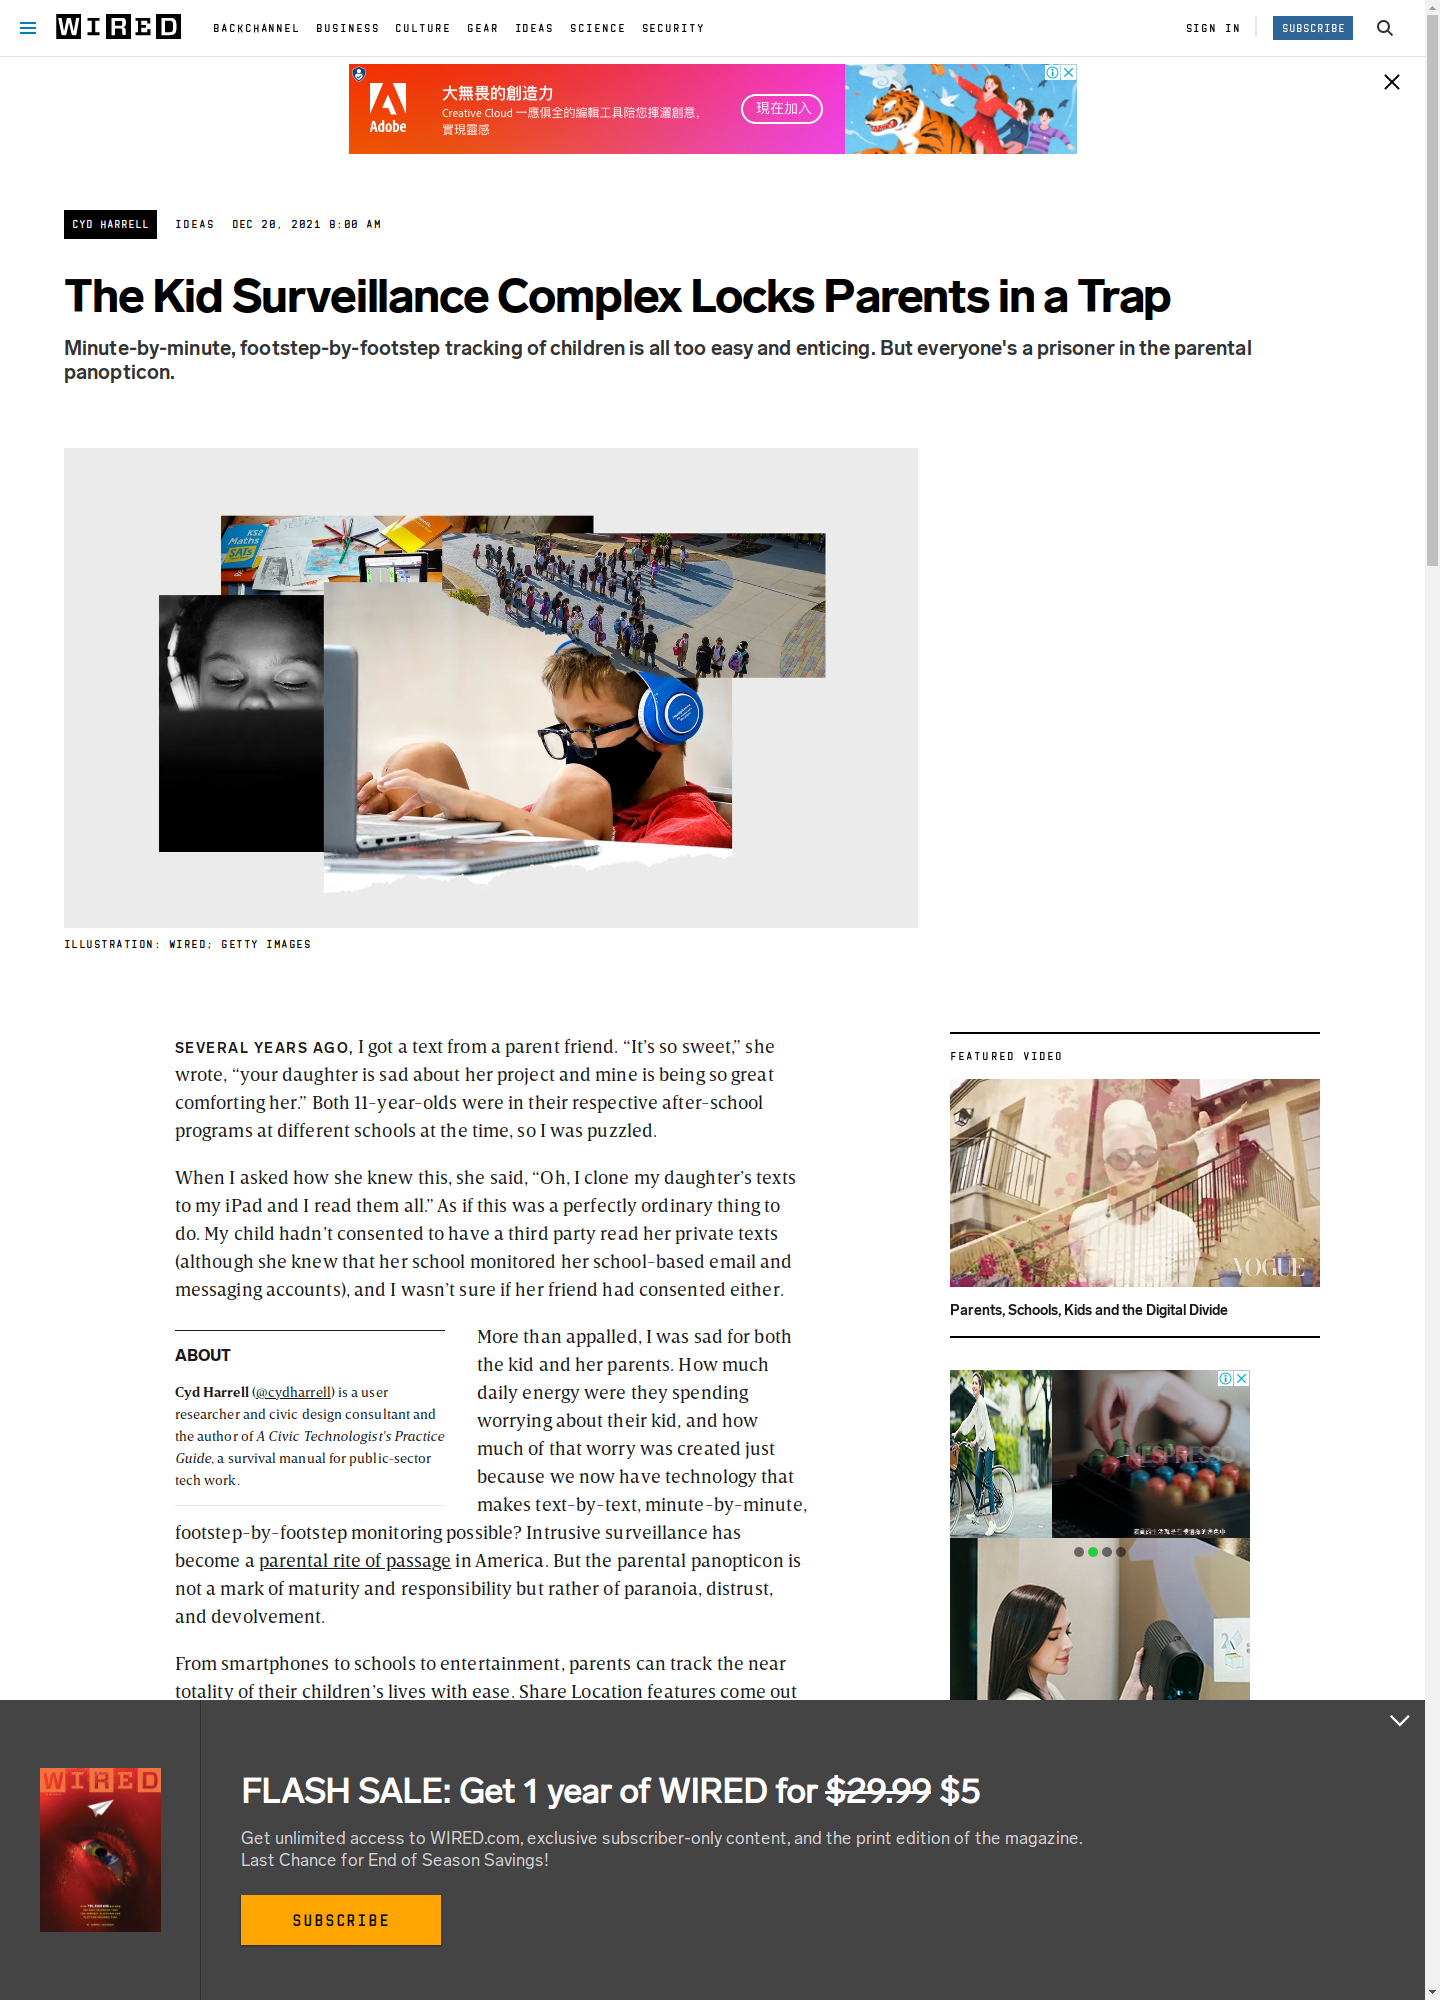 WIRED
BACKCHANNEL BUSINESS CULTURE GEAR IDEAS SCIENCE SECURITY
SIGN IN
SUBSCRIBE
Adobe
大無畏的創造力
Creative Cloud 一應俱全的編輯工具陪您揮灑創意，
實現靈感
現在加入
CYD HARRELL
IDEAS
DEC 20, 2021 8:00 AM
The Kid Surveillance Complex Locks Parents in a Trap
Minute-by-minute, footstep-by-footstep tracking of children is all too easy and enticing. But everyone's a prisoner in the parental
panopticon.
KS2
Maths
SATS
ILLUSTRATION: WIRED; GETTY IMAGES
SEVERAL YEARS AGO, I got a text from a parent friend. “It’s so sweet,” she
wrote, “your daughter is sad about her project and mine is being so great
comforting her.” Both 11-year-olds were in their respective after-school
programs at different schools at the time, so I was puzzled.
When I asked how she knew this, she said, “Oh, I clone my daughter’s texts
to my iPad and I read them all.” As if this was a perfectly ordinary thing to
do. My child hadn’t consented to have a third party read her private texts
(although she knew that her school monitored her school-based email and
messaging accounts), and I wasn’t sure if her friend had consented either.
ABOUT
Cyd Harrell (@cydharrell) is a user
researcher and civic design consultant and
the author of A Civic Technologist's Practice
Guide, a survival manual for public-sector
tech work.
More than appalled, I was sad for both
the kid and her parents. How much
daily energy were they spending
worrying about their kid, and how
much of that worry was created just
because we now have technology that
makes text-by-text, minute-by-minute,
footstep-by-footstep monitoring possible? Intrusive surveillance has
become a parental rite of passage in America. But the parental panopticon is
not a mark of maturity and responsibility but rather of paranoia, distrust,
and devolvement.
From smartphones to schools to entertainment, parents can track the near
totality of their children’s lives with ease. Share Location features come out
FEATURED VIDEO
VOGUE
Parents, Schools, Kids and the Digital Divide
NESPRESSO
WIRED
FLASH SALE: Get 1 year of WIRED for $29.99 $5
Get unlimited access to WIRED.com, exclusive subscriber-only content, and the print edition of the magazine.
Last Chance for End of Season Savings!
SUBSCRIBE